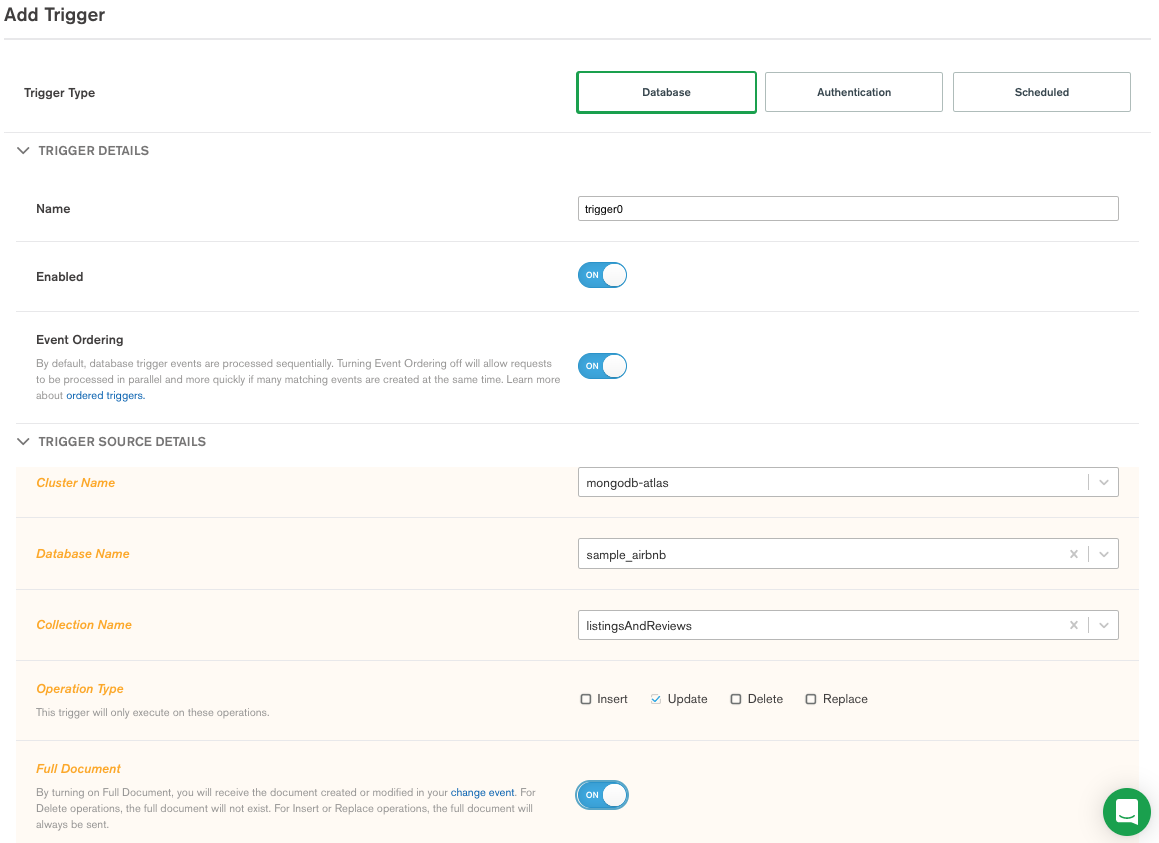 Add Trigger
Trigger Type
Database
Authentication
Scheduled
TRIGGER DETAILS
Name
trigger0
Enabled
ON
Event Ordering
By default, database trigger events are processed sequentially. Turning Event Ordering off will allow requests
to be processed in parallel and more quickly if many matching events are created at the same time. Learn more
about ordered triggers.
ON
TRIGGER SOURCE DETAILS
Cluster Name
mongodb-atlas
Database Name
sample_airbnb
Collection Name
listingsAndReviews
Operation Type
This trigger will only execute on these operations.
Insert
Update
Delete
Replace
Full Document
By turning on Full Document, you will receive the document created or modified in your change event. For
Delete operations, the full document will not exist. For Insert or Replace operations, the full document will
always be sent.
ON